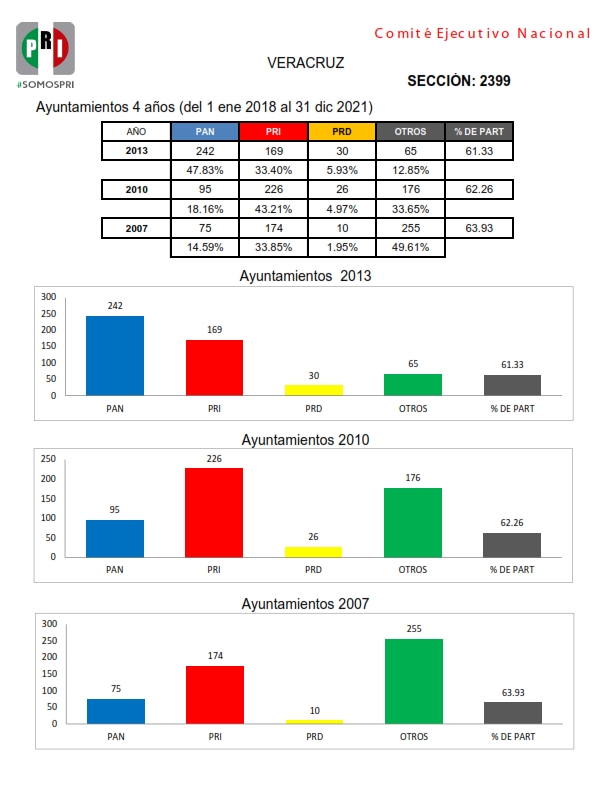 Comité Ejecutivo Nacional
PRI
#SOMOSPRI
VERACRUZ
SECCIÓN: 2399
Ayuntamientos 4 años (del 1 ene 2018 al 31 dic 2021)
AÑO PAN PRI PRD OTROS % DE PART
2013 242 169 30 65 61.33
47.83% 33.40% 5.93% 12.85%
2010 95 226 26 176 62.26
18.16% 43.21% 4.97% 33.65%
2007 75 174 10 255 63.93
14.59% 33.85% 1.95% 49.61%
Ayuntamientos 2013
300
250
200
150
100
50
0
242 169 30 65 61.33
PAN PRI PRD OTROS % DE PART
Ayuntamientos 2010
250
200
150
100
50
0
95 226 26 176 62.26
PAN PRI PRD OTROS % DE PART
Ayuntamientos 2007
300
250
200
150
100
50
0
75 174 10 255 63.93
PAN PRI PRD OTROS % DE PART